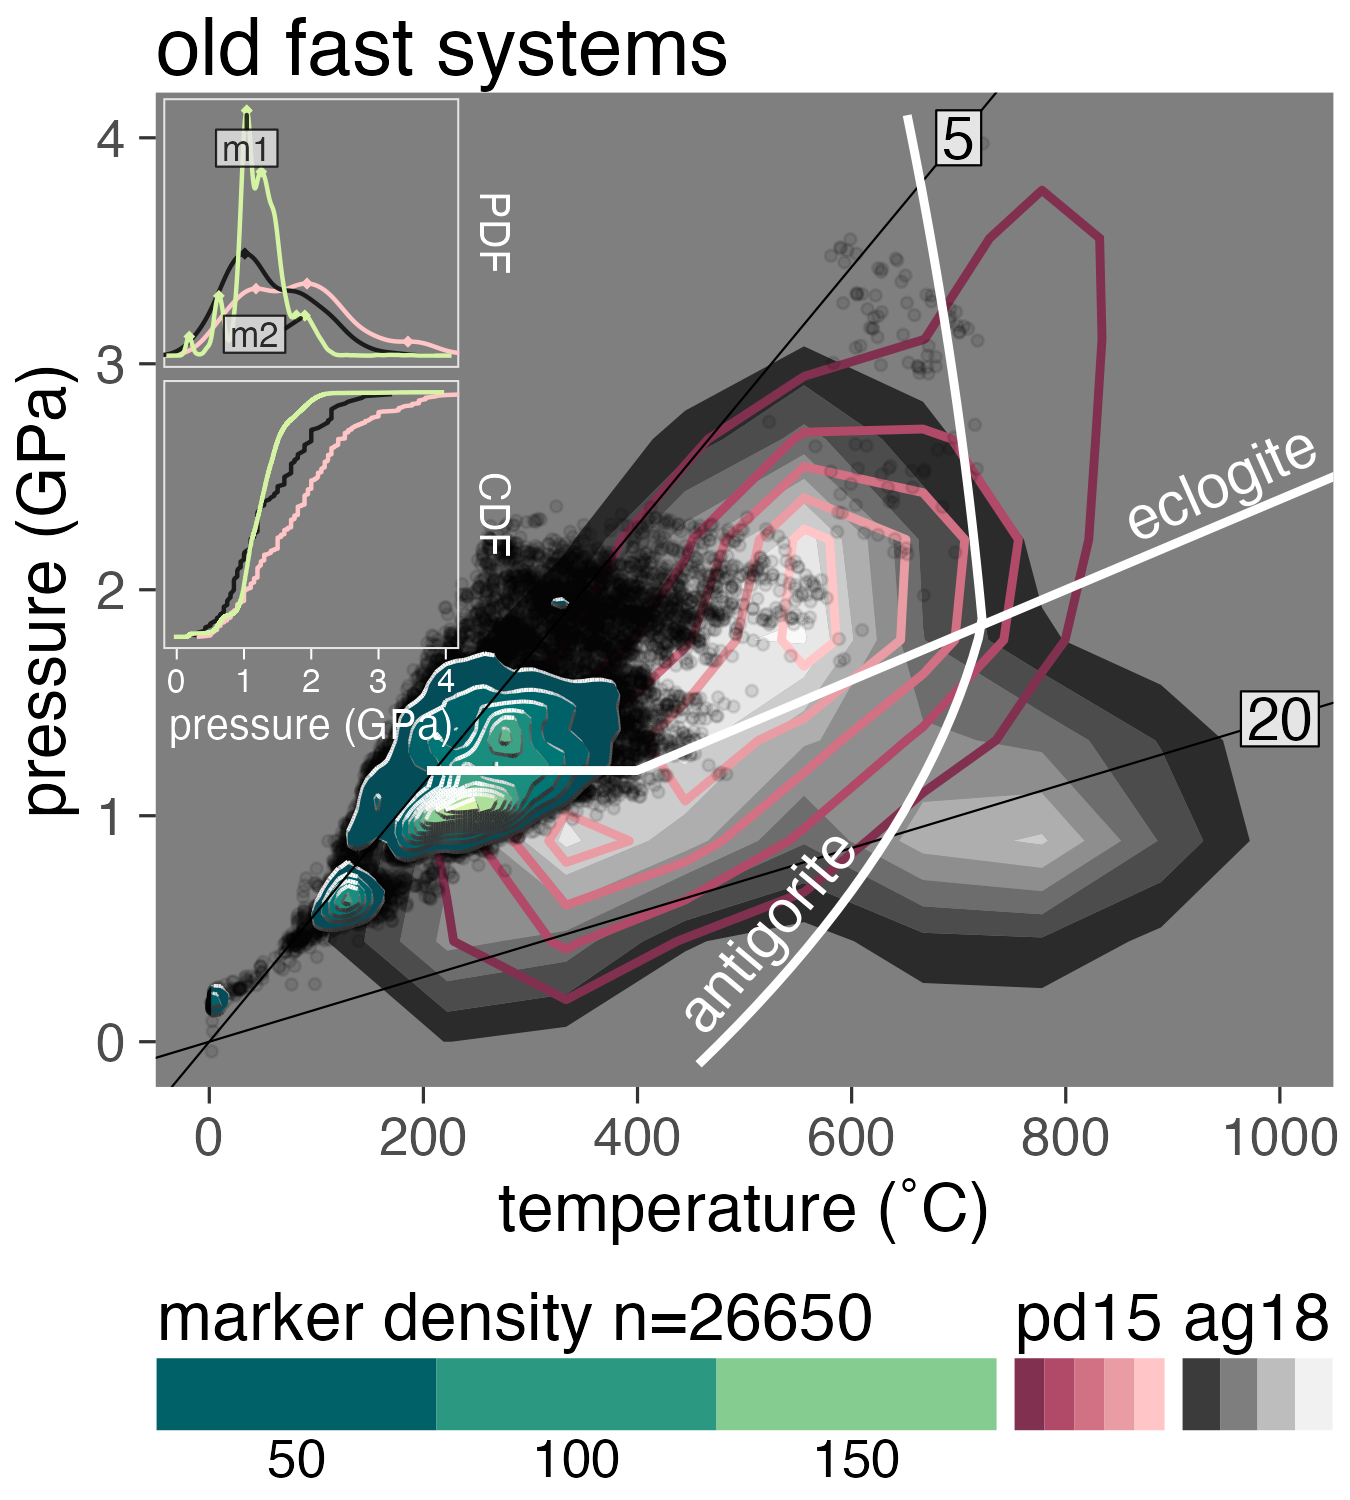 old fast systems
4
3
2
1
0
pressure (GPa)
m1
m2
PDF
CDF
0 1 2 3 4
pressure (GPa)
5
eclogite
20
antigorite
0 200 400 600 800 1000
temperature (˚C)
marker density n=26650
50 100 150
pd15
ag18